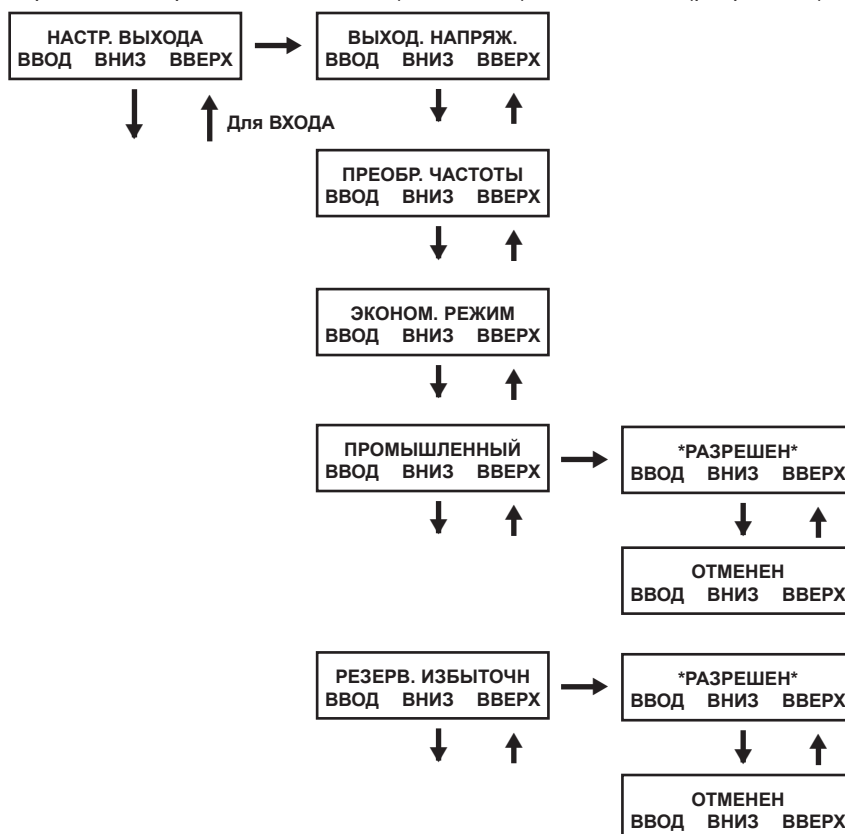 НАСТР. ВЫХОДА
ВВОД ВНИЗ ВВЕРХ
Для ВХОДА
ВЫХОД. НАПРЯЖ.
ВВОД ВНИЗ ВВЕРХ
ПРЕОБР. ЧАСТОТЫ
ВВОД ВНИЗ ВВЕРХ
ЭКОНОМ. РЕЖИМ
ВВОД ВНИЗ ВВЕРХ
ПРОМЫШЛЕННЫЙ
ВВОД ВНИЗ ВВЕРХ
*РАЗРЕШЕН*
ВВОД ВНИЗ ВВЕРХ
ОТМЕНЕН
ВВОД ВНИЗ ВВЕРХ
РЕЗЕРВ. ИЗБЫТОЧН
ВВОД ВНИЗ ВВЕРХ
*РАЗРЕШЕН*
ВВОД ВНИЗ ВВЕРХ
ОТМЕНЕН
ВВОД ВНИЗ ВВЕРХ